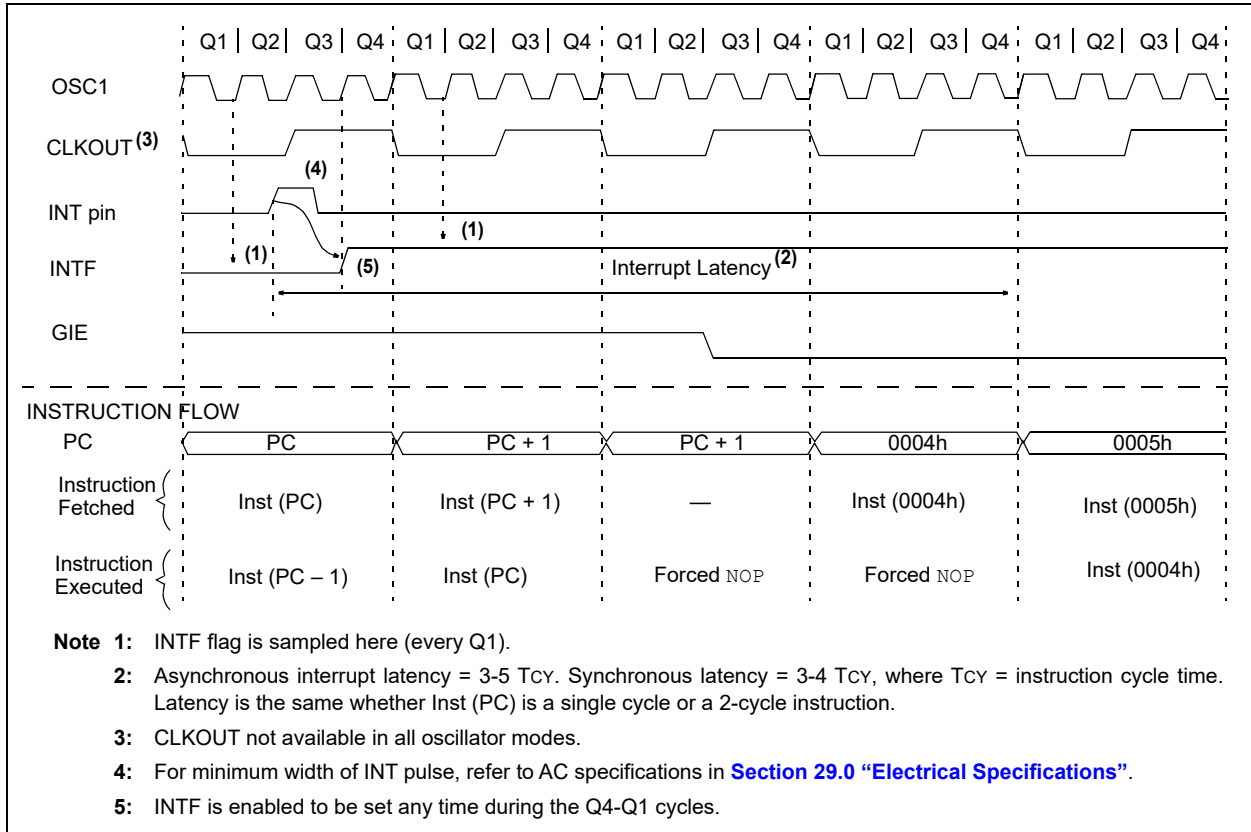 Q1 Q2 Q3 Q4 Q1 Q2 Q3 Q4 Q1 Q2 Q3 Q4 Q1 Q2 Q3 Q4 Q1 Q2 Q3 Q4
OSC1
CLKOUT (3)
(4)
INT pin
(1)
(1)
INTF
(5)
Interrupt Latency (2)
GIE
INSTRUCTION FLOW
PC PC PC + 1 PC + 1 0004h 0005h
Instruction
Fetched
Inst (PC) Inst (PC + 1) — Inst (0004h) Inst (0005h)
Instruction
Executed
Inst (PC – 1) Inst (PC) Forced NOP Forced NOP Inst (0004h)
Note 1: INTF flag is sampled here (every Q1).
2: Asynchronous interrupt latency = 3-5 TCY. Synchronous latency = 3-4 TCY, where TCY = instruction cycle time.
Latency is the same whether Inst (PC) is a single cycle or a 2-cycle instruction.
3: CLKOUT not available in all oscillator modes.
4: For minimum width of INT pulse, refer to AC specifications in Section 29.0 “Electrical Specifications”.
5: INTF is enabled to be set any time during the Q4-Q1 cycles.